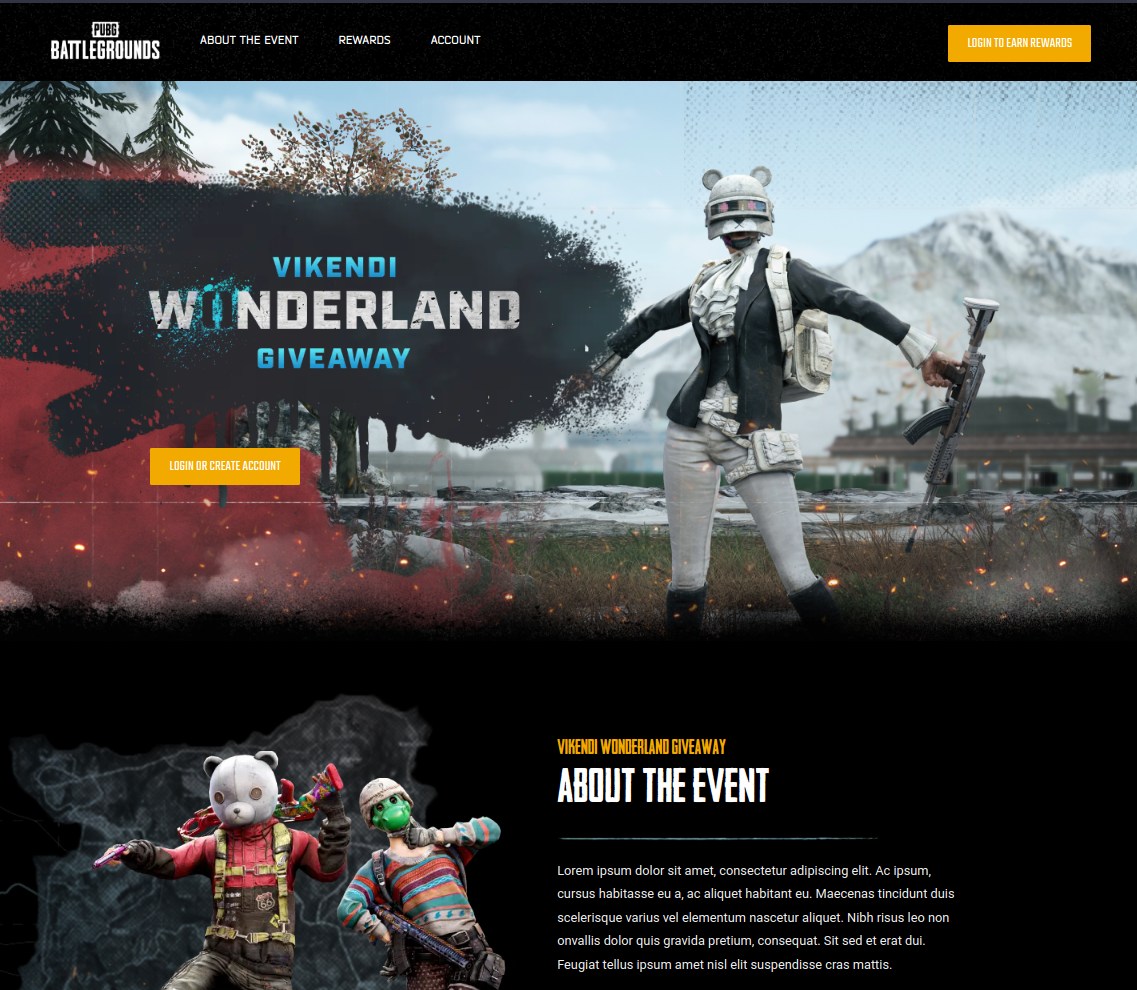 PUBG
BATTLEGROUNDS
ABOUT THE EVENT
REWARDS
ACCOUNT
LOGIN TO EARN REWARDS
VIKENDI
WONDERLAND
GIVEAWAY
LOGIN OR CREATE ACCOUNT
VIKENDI WONDERLAND GIVEAWAY
ABOUT THE EVENT
Lorem ipsum dolor sit amet, consectetur adipiscing elit. Ac ipsum,
cursus habitasse eu a, ac aliquet habitant eu. Maecenas tincidunt duis
scelerisque varius vel elementum nascetur aliquet. Nibh risus leo non
onvallis dolor quis gravida pretium, consequat. Sit sed et erat dui.
Feugiat tellus ipsum amet nisl elit suspendisse cras mattis.